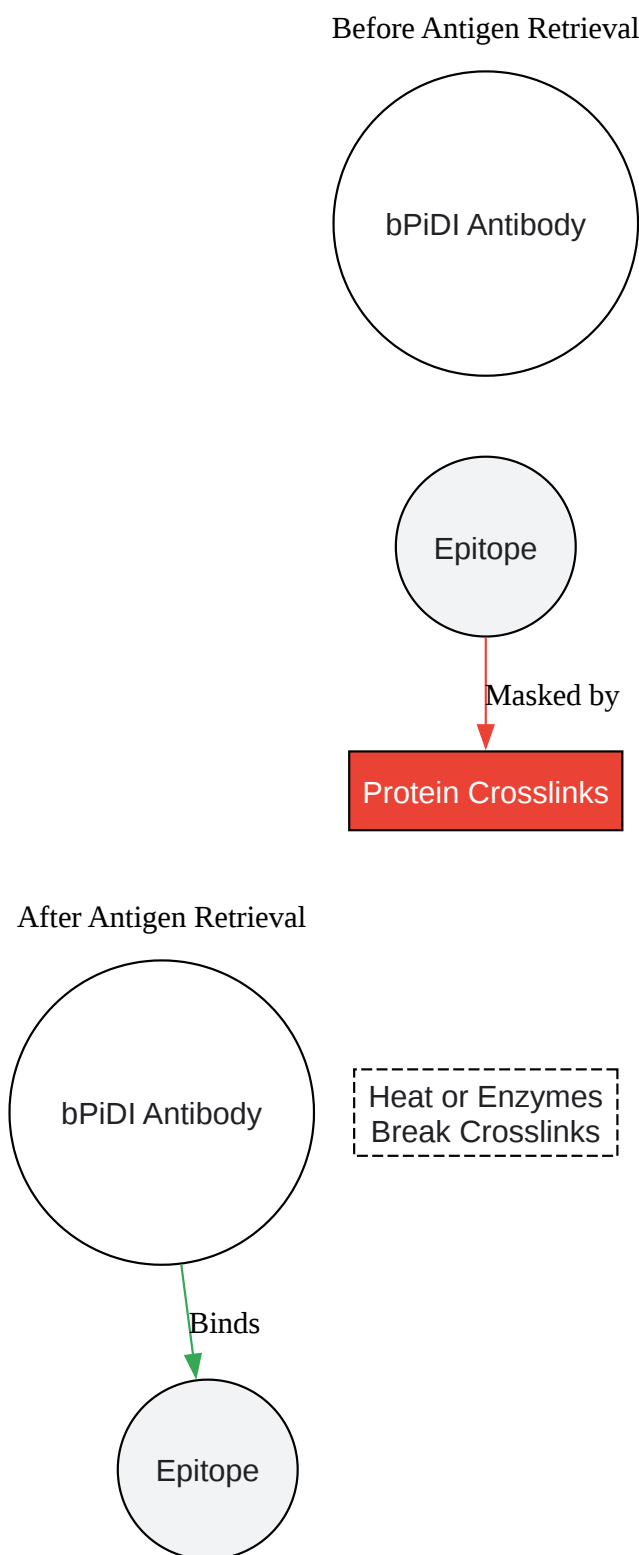 Before Antigen Retrieval
bPiDI Antibody
Epitope
Masked by
Protein Crosslinks
After Antigen Retrieval
bPiDI Antibody
Heat or Enzymes
Break Crosslinks
Binds
Epitope